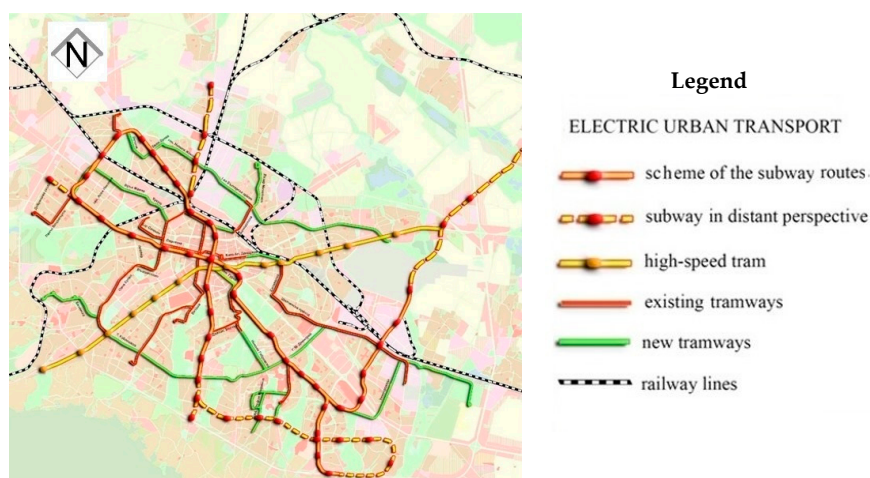 N
Legend
ELECTRIC URBAN TRANSPORT
scheme of the subway routes
subway in distant perspective
high-speed tram
existing tramways
new tramways
railway lines